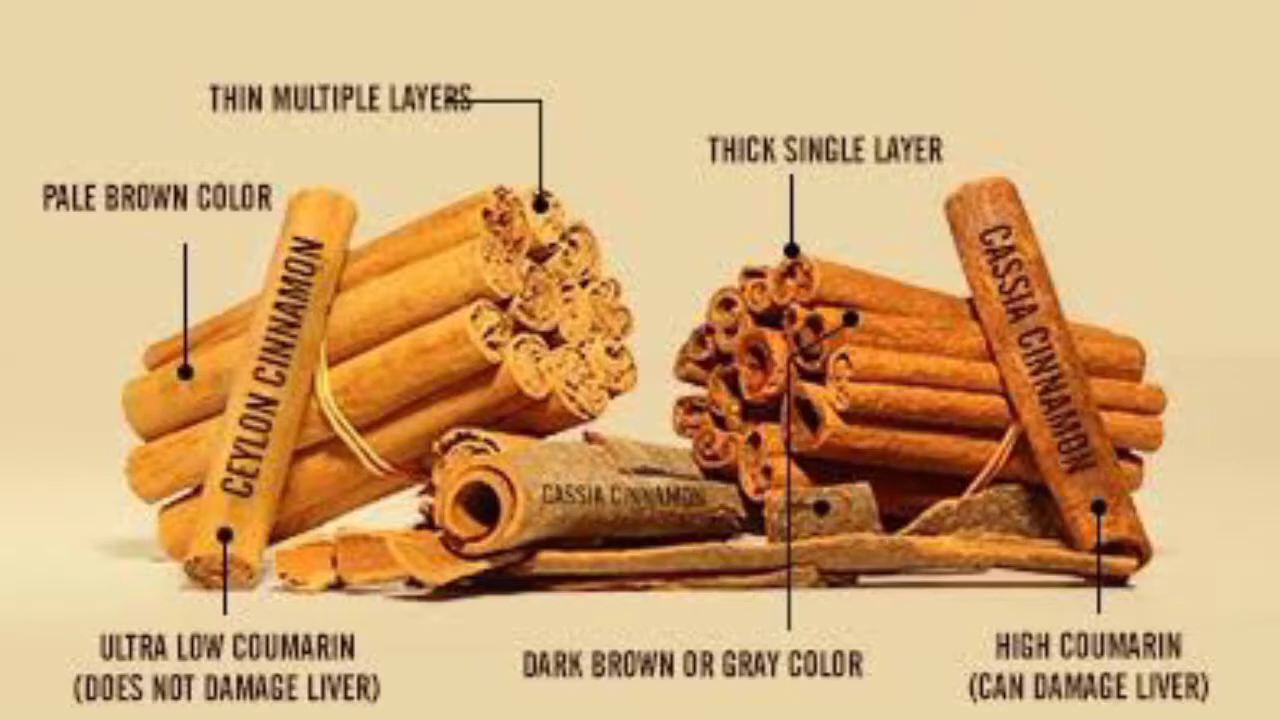 THIN MULTIPLE LAYERS
THICK SINGLE LAYER
PALE BROWN COLOR
CEYLON CINNAMON
CASSIA CINNAMON
CASSIA CINNAMON
ULTRA LOW COUMARIN
(DOES NOT DAMAGE LIVER)
DARK BROWN OR GRAY COLOR
HIGH COUMARIN
(CAN DAMAGE LIVER)